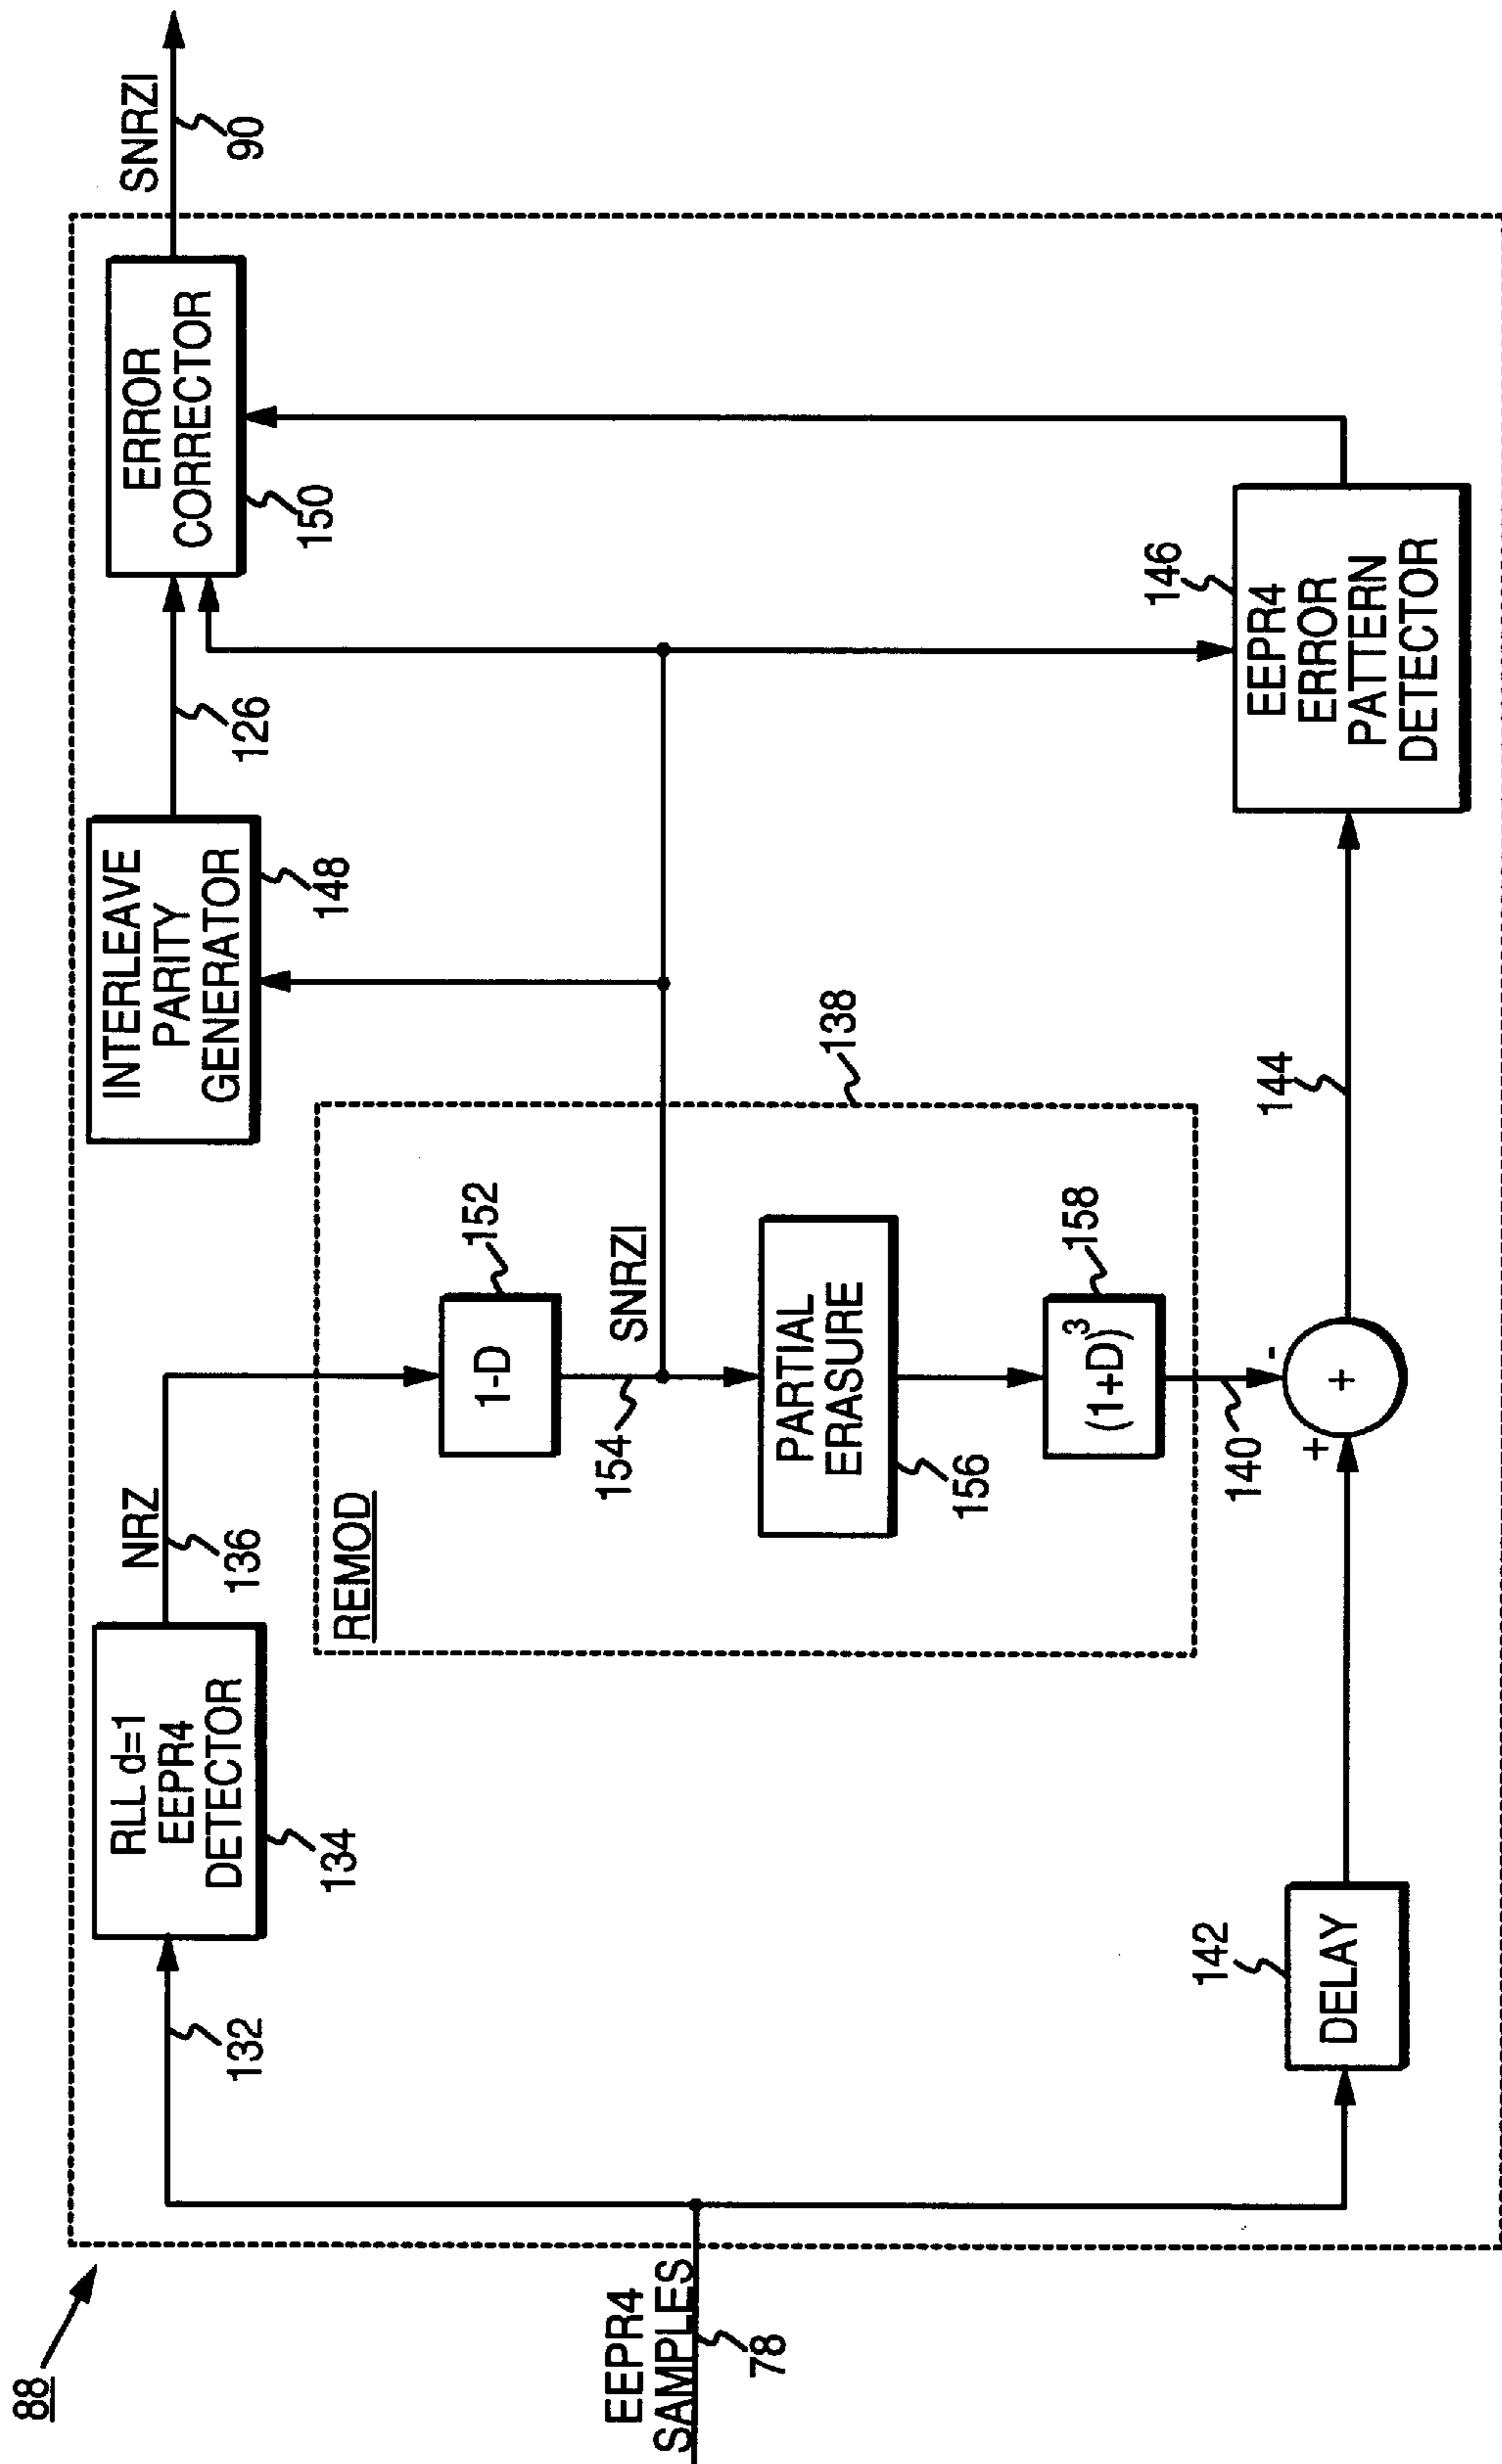 88
EEPR4
SAMPLES
78
132
RLL d=1
EEPR4
DETECTOR
134
NRZ
136
REMOD
138
1-D
152
SNRZI
154
PARTIAL
ERASURE
156
(1+D)³
158
140
+
-
+
DELAY
142
144
EEPR4
ERROR
PATTERN
DETECTOR
146
INTERLEAVE
PARITY
GENERATOR
148
126
ERROR
CORRECTOR
150
SNRZI
90